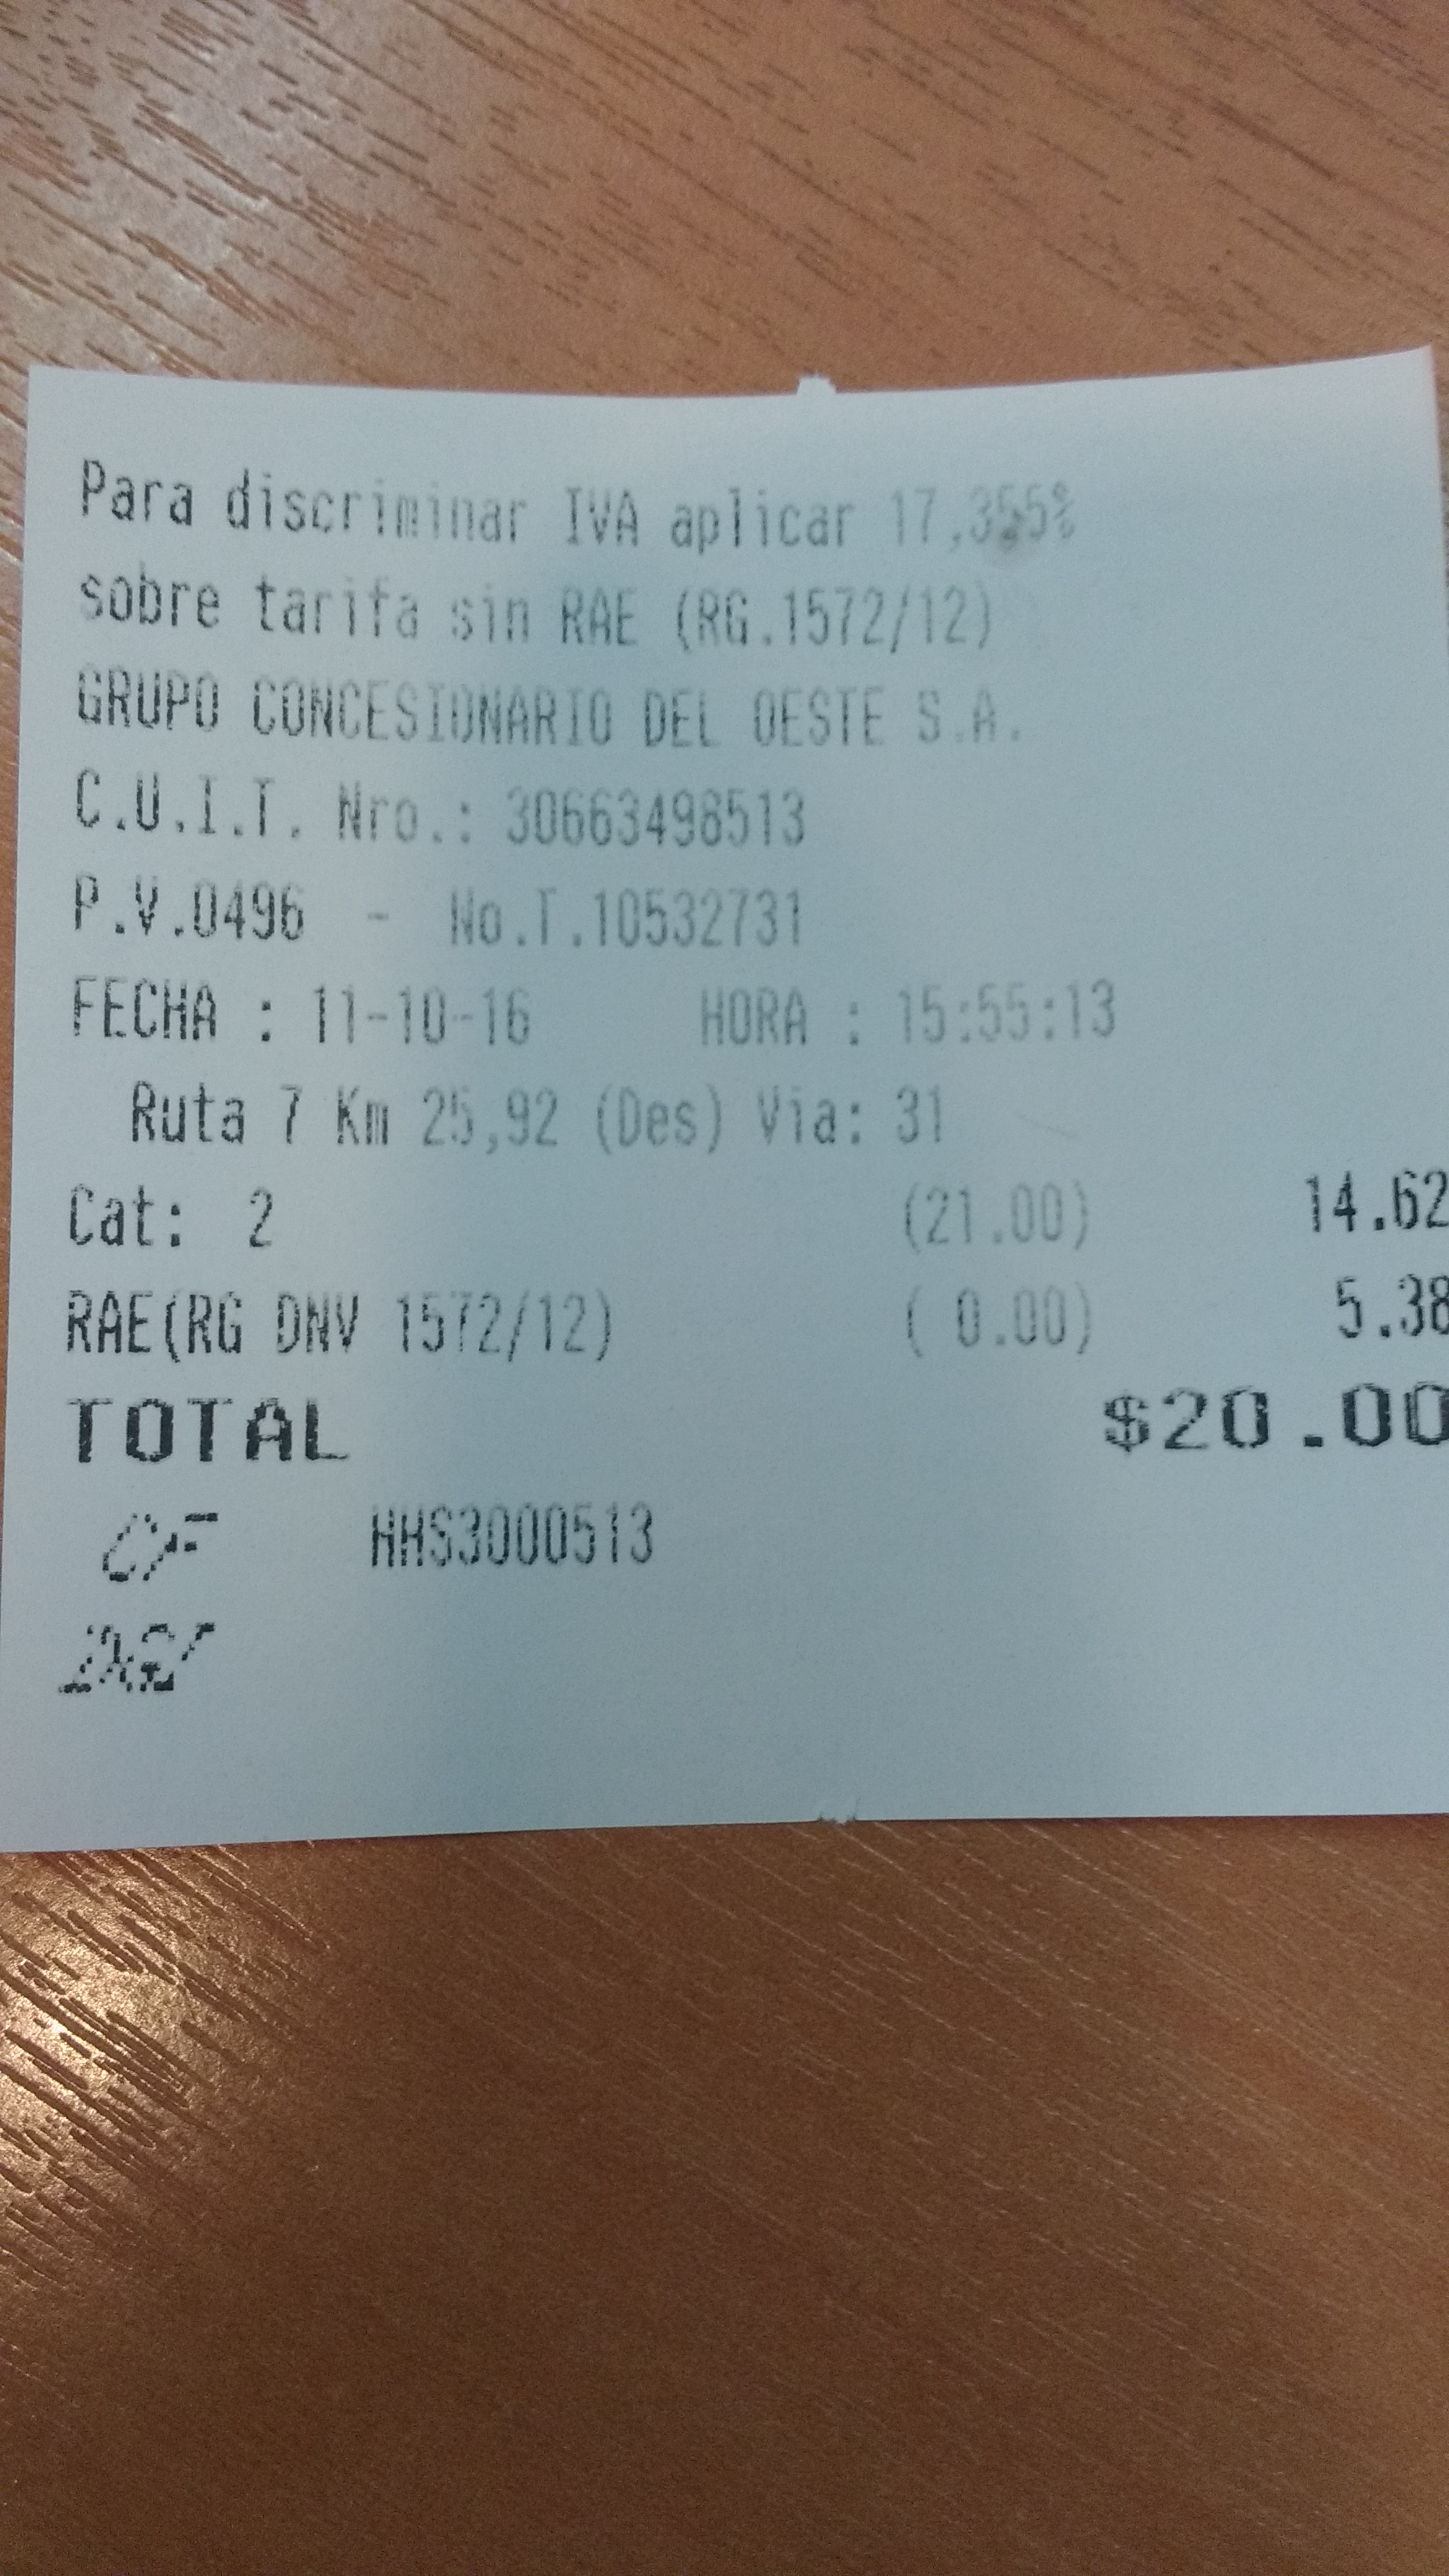 Para discriminar IVA aplicar 17,355%
sobre tarifa sin RAE (RG.1572/12)
GRUPO CONCESIONARIO DEL OESTE S.A.
C.U.I.T. Nro.: 30663498513
P.V.0496 - No.T.10532731
FECHA : 11-10-16 HORA : 15:55:13
Ruta 7 Km 25,92 (Des) Via: 31
Cat: 2 (21.00) 14.62
RAE(RG DNV 1572/12) ( 0.00) 5.38
TOTAL $20.00
CF HHS3000513